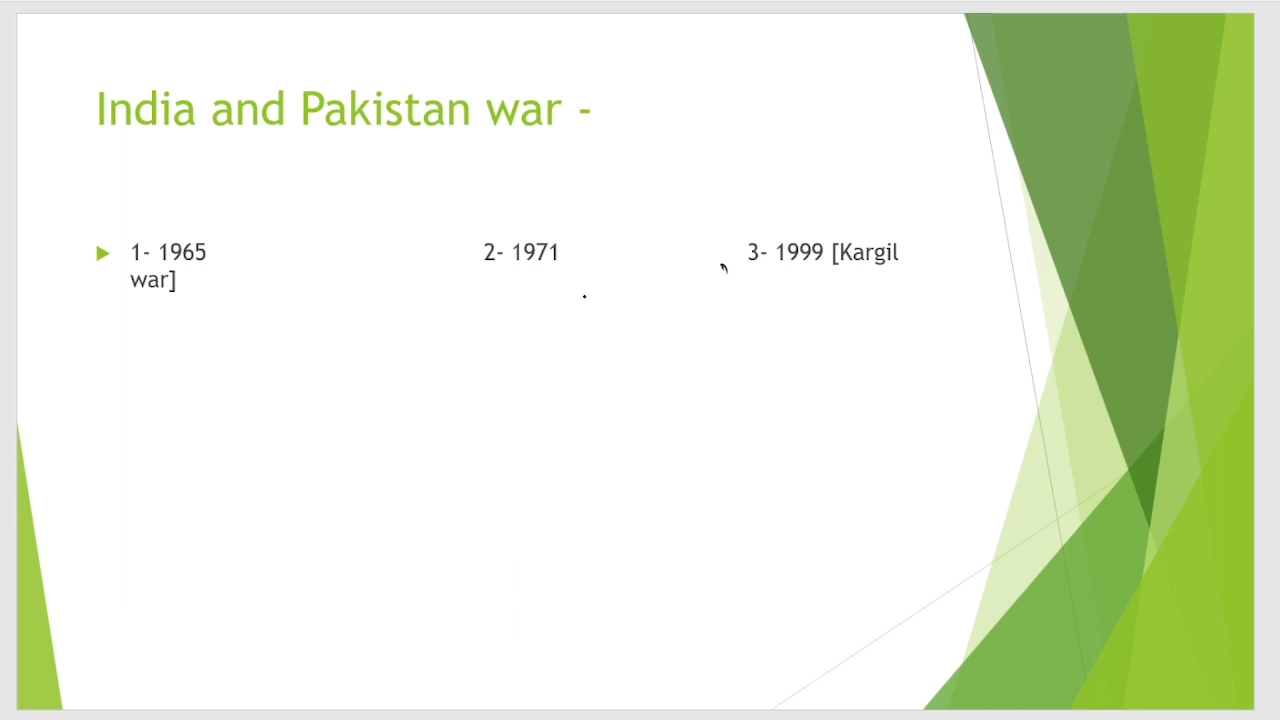 India and Pakistan war -
1- 1965 2- 1971 3- 1999 [Kargil
war]